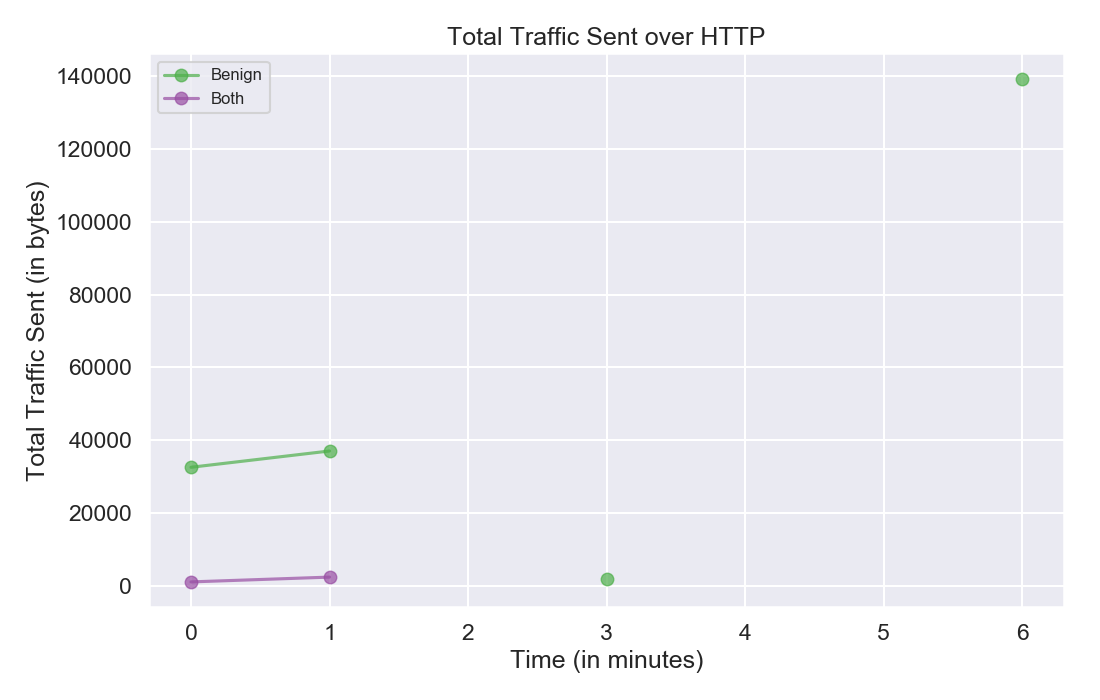 Total Traffic Sent over HTTP
Benign
Both
140000
120000
100000
80000
60000
40000
20000
0
Total Traffic Sent (in bytes)
0 1 2 3 4 5 6
Time (in minutes)